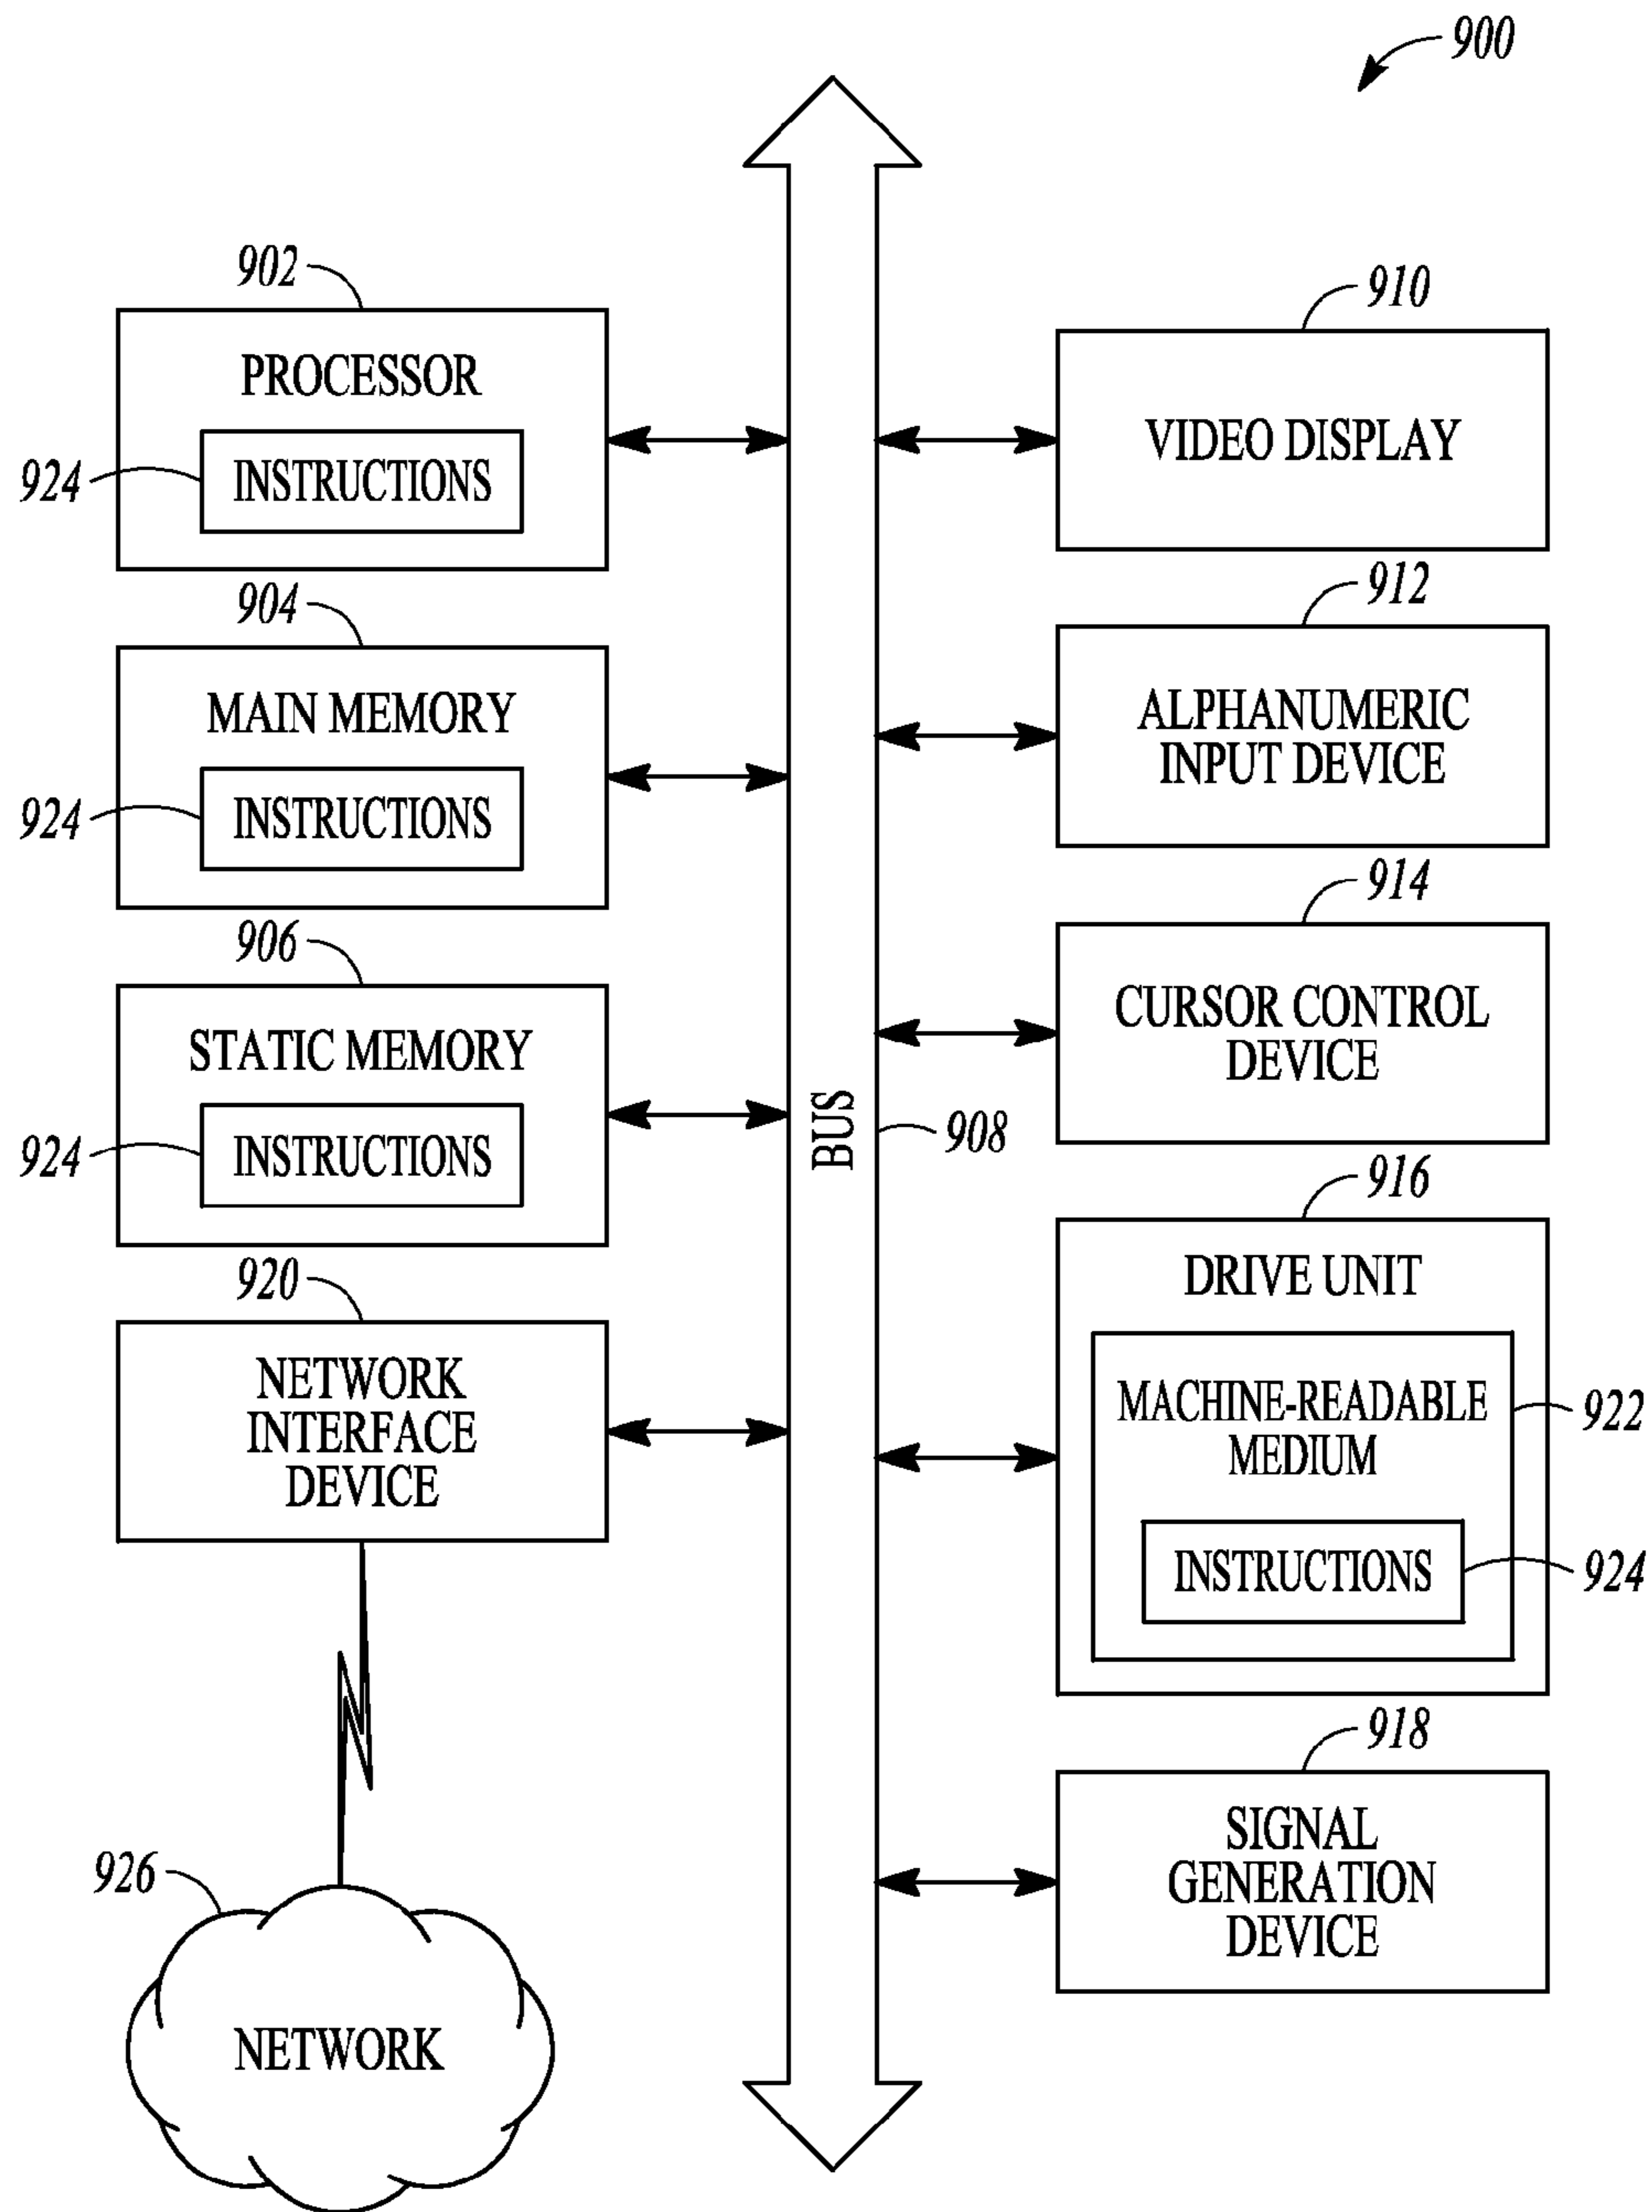 900
902
PROCESSOR
924
INSTRUCTIONS
904
MAIN MEMORY
924
INSTRUCTIONS
906
STATIC MEMORY
924
INSTRUCTIONS
920
NETWORK
INTERFACE
DEVICE
926
NETWORK
BUS
908
910
VIDEO DISPLAY
912
ALPHANUMERIC
INPUT DEVICE
914
CURSOR CONTROL
DEVICE
916
DRIVE UNIT
MACHINE-READABLE
MEDIUM
922
INSTRUCTIONS
924
918
SIGNAL
GENERATION
DEVICE